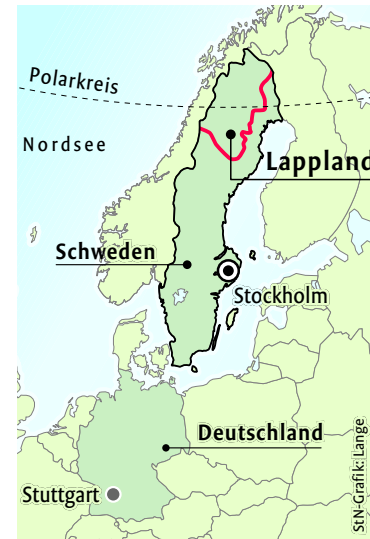 Polarkreis
Nordsee
Lappland
Schweden
Stockholm
Deutschland
Stuttgart
StN-Grafik: Lange